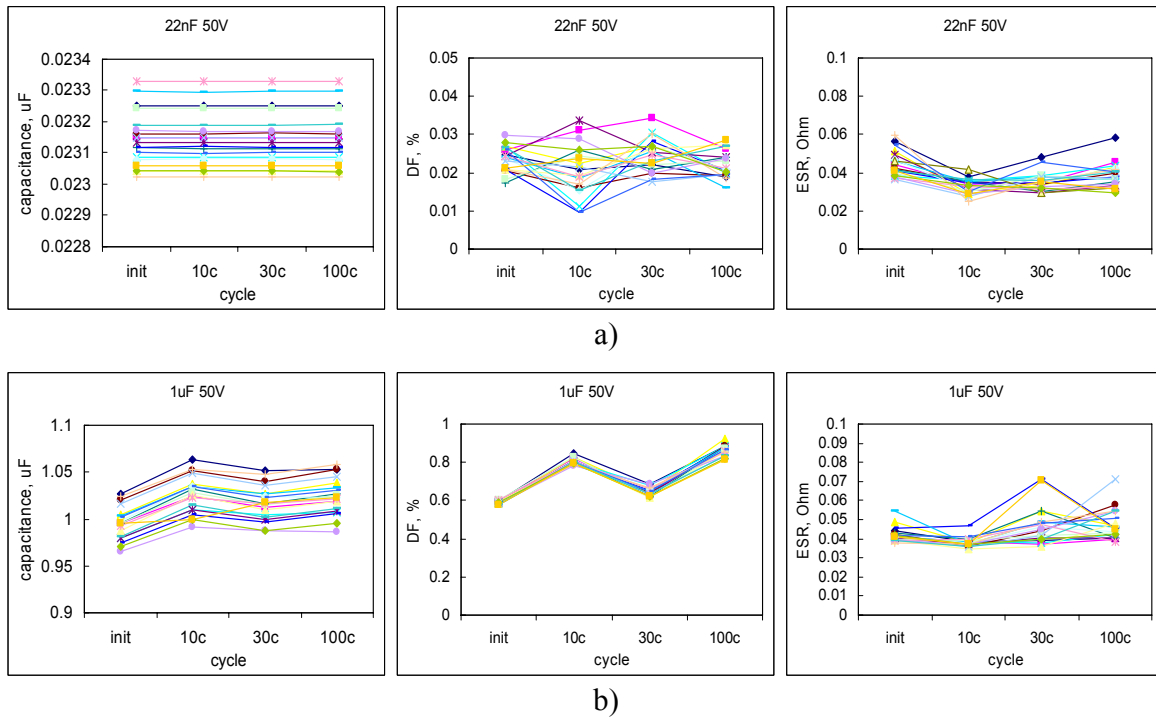 22nF 50V
capacitance, uF
0.0234
0.0233
0.0232
0.0231
0.023
0.0229
0.0228
init 10c 30c 100c
cycle
22nF 50V
DF, %
0.05
0.04
0.03
0.02
0.01
0
init 10c 30c 100c
cycle
22nF 50V
ESR, Ohm
0.1
0.08
0.06
0.04
0.02
0
init 10c 30c 100c
cycle
a)
1uF 50V
capacitance, uF
1.1
1.05
1
0.95
0.9
init 10c 30c 100c
cycle
1uF 50V
DF, %
1
0.8
0.6
0.4
0.2
0
init 10c 30c 100c
cycle
1uF 50V
ESR, Ohm
0.1
0.09
0.08
0.07
0.06
0.05
0.04
0.03
0.02
0.01
0
init 10c 30c 100c
cycle
b)